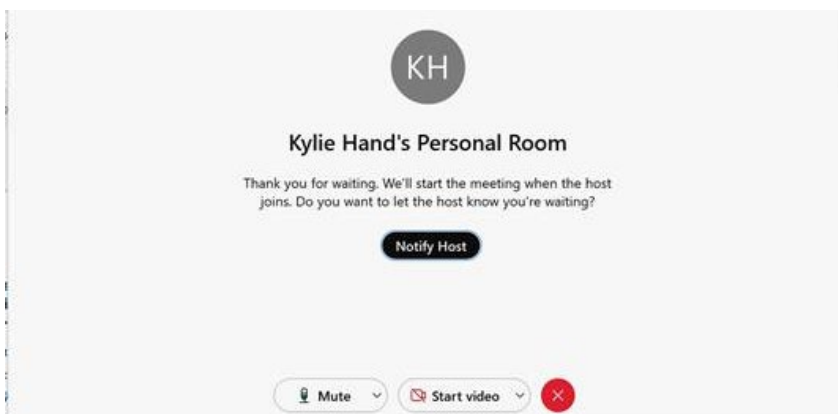 KH
Kylie Hand's Personal Room
Thank you for waiting. We'll start the meeting when the host
joins. Do you want to let the host know you're waiting?
Notify Host
Mute
Start video